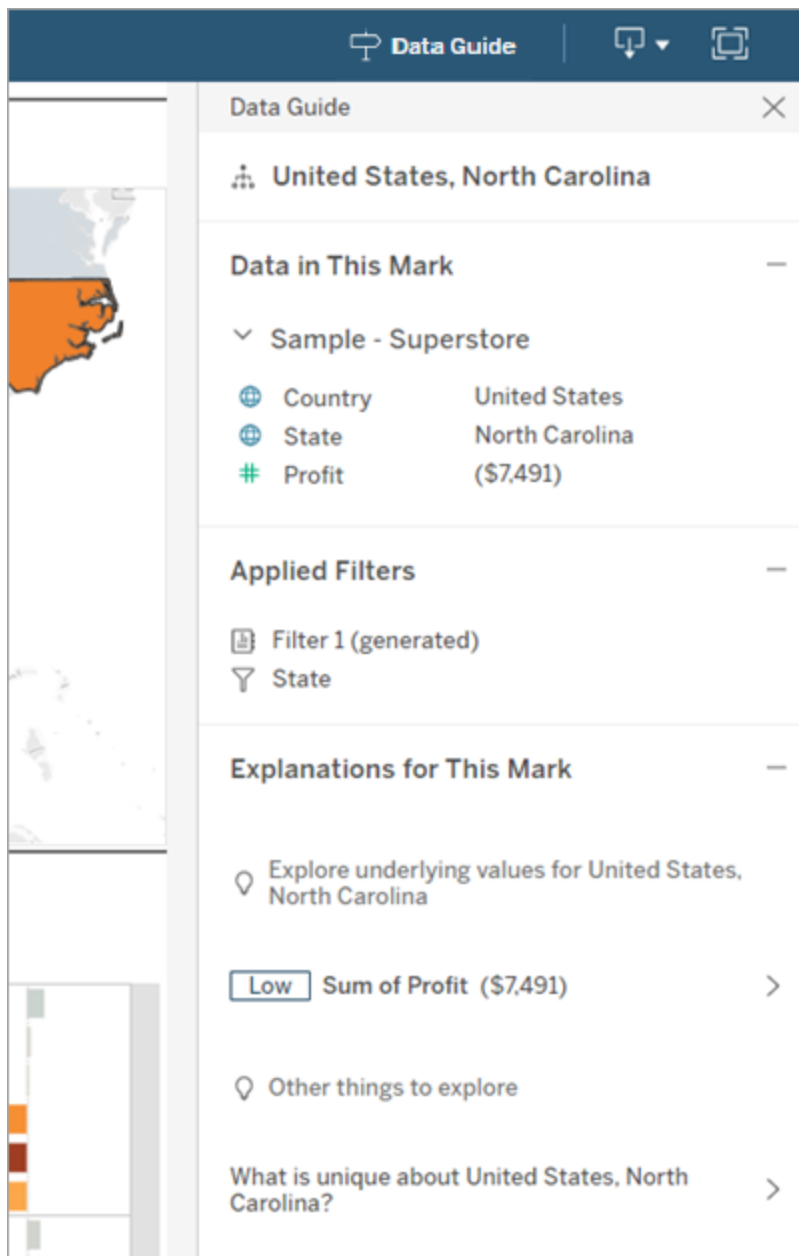 Data Guide
Data Guide
United States, North Carolina
Data in This Mark
Sample - Superstore
Country United States
State North Carolina
Profit ($7,491)
Applied Filters
Filter 1 (generated)
State
Explanations for This Mark
Explore underlying values for United States,
North Carolina
Low Sum of Profit ($7,491)
Other things to explore
What is unique about United States, North
Carolina?